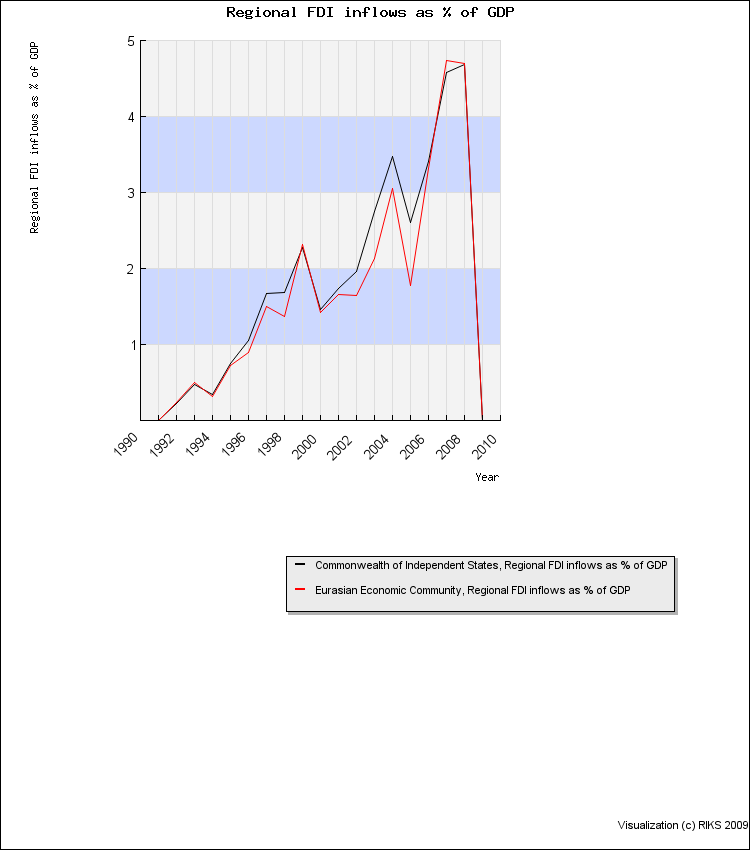 Regional FDI inflows as % of GDP
Regional FDI inflows as % of GDP
5
4
3
2
1
1990 1992 1994 1996 1998 2000 2002 2004 2006 2008 2010
Year
Commonwealth of Independent States, Regional FDI inflows as % of GDP
Eurasian Economic Community, Regional FDI inflows as % of GDP
Visualization (c) RIKS 2009